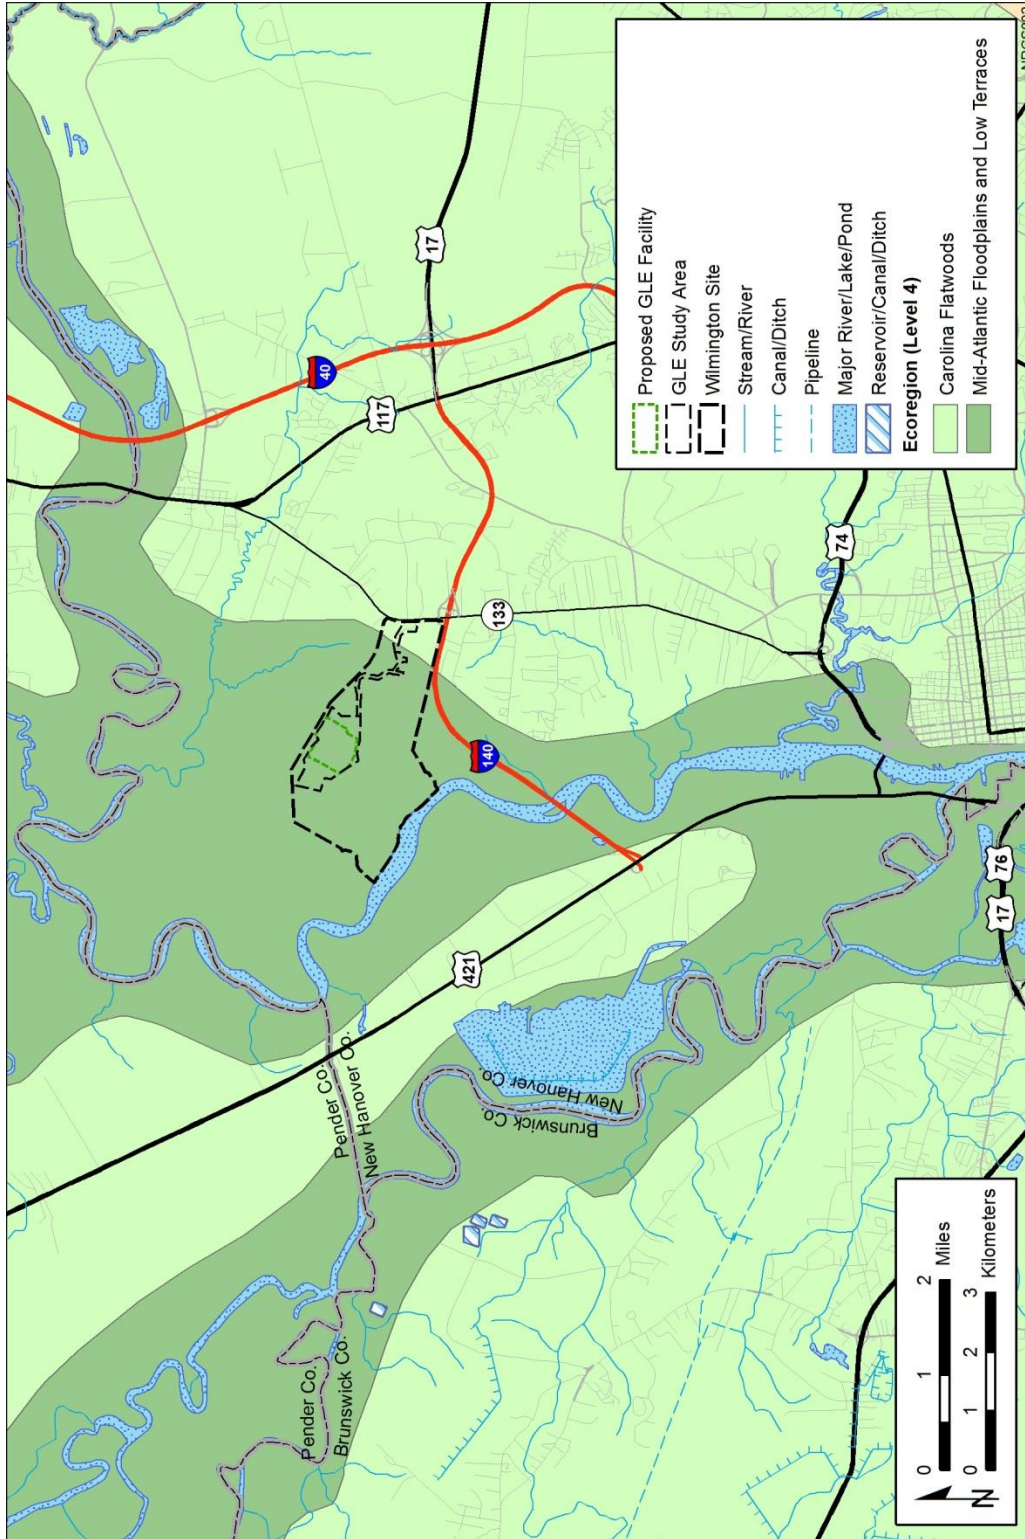 Pender Co.
Brunswick Co.
Pender Co.
New Hanover Co.
40
117
421
17
140
133
Brunswick Co.
New Hanover Co.
74
17
76
Proposed GLE Facility
GLE Study Area
Wilmington Site
Stream/River
Canal/Ditch
Pipeline
Major River/Lake/Pond
Reservoir/Canal/Ditch
Ecoregion (Level 4)
Carolina Flatwoods
Mid-Atlantic Floodplains and Low Terraces
N
0 1 2
Miles
0 1 2 3
Kilometers